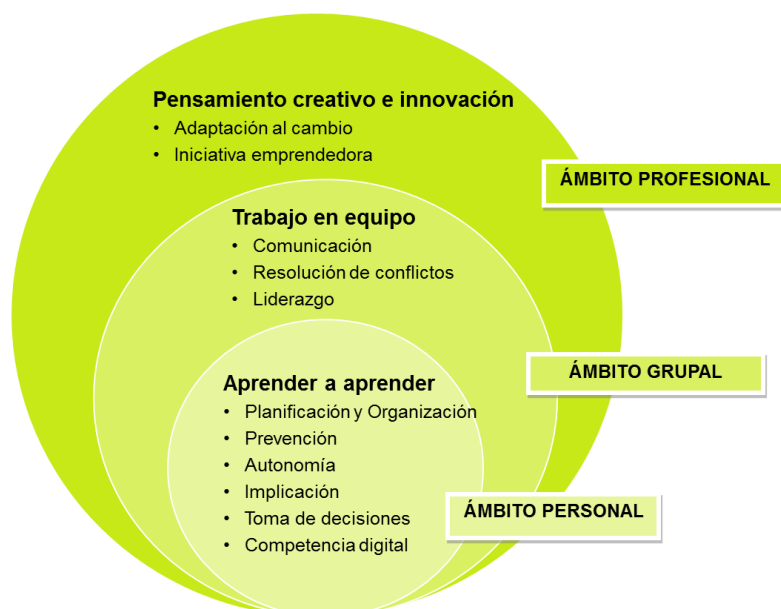 Pensamiento creativo e innovación
• Adaptación al cambio
• Iniciativa emprendedora
ÁMBITO PROFESIONAL
Trabajo en equipo
• Comunicación
• Resolución de conflictos
• Liderazgo
ÁMBITO GRUPAL
Aprender a aprender
• Planificación y Organización
• Prevención
• Autonomía
• Implicación
• Toma de decisiones
• Competencia digital
ÁMBITO PERSONAL